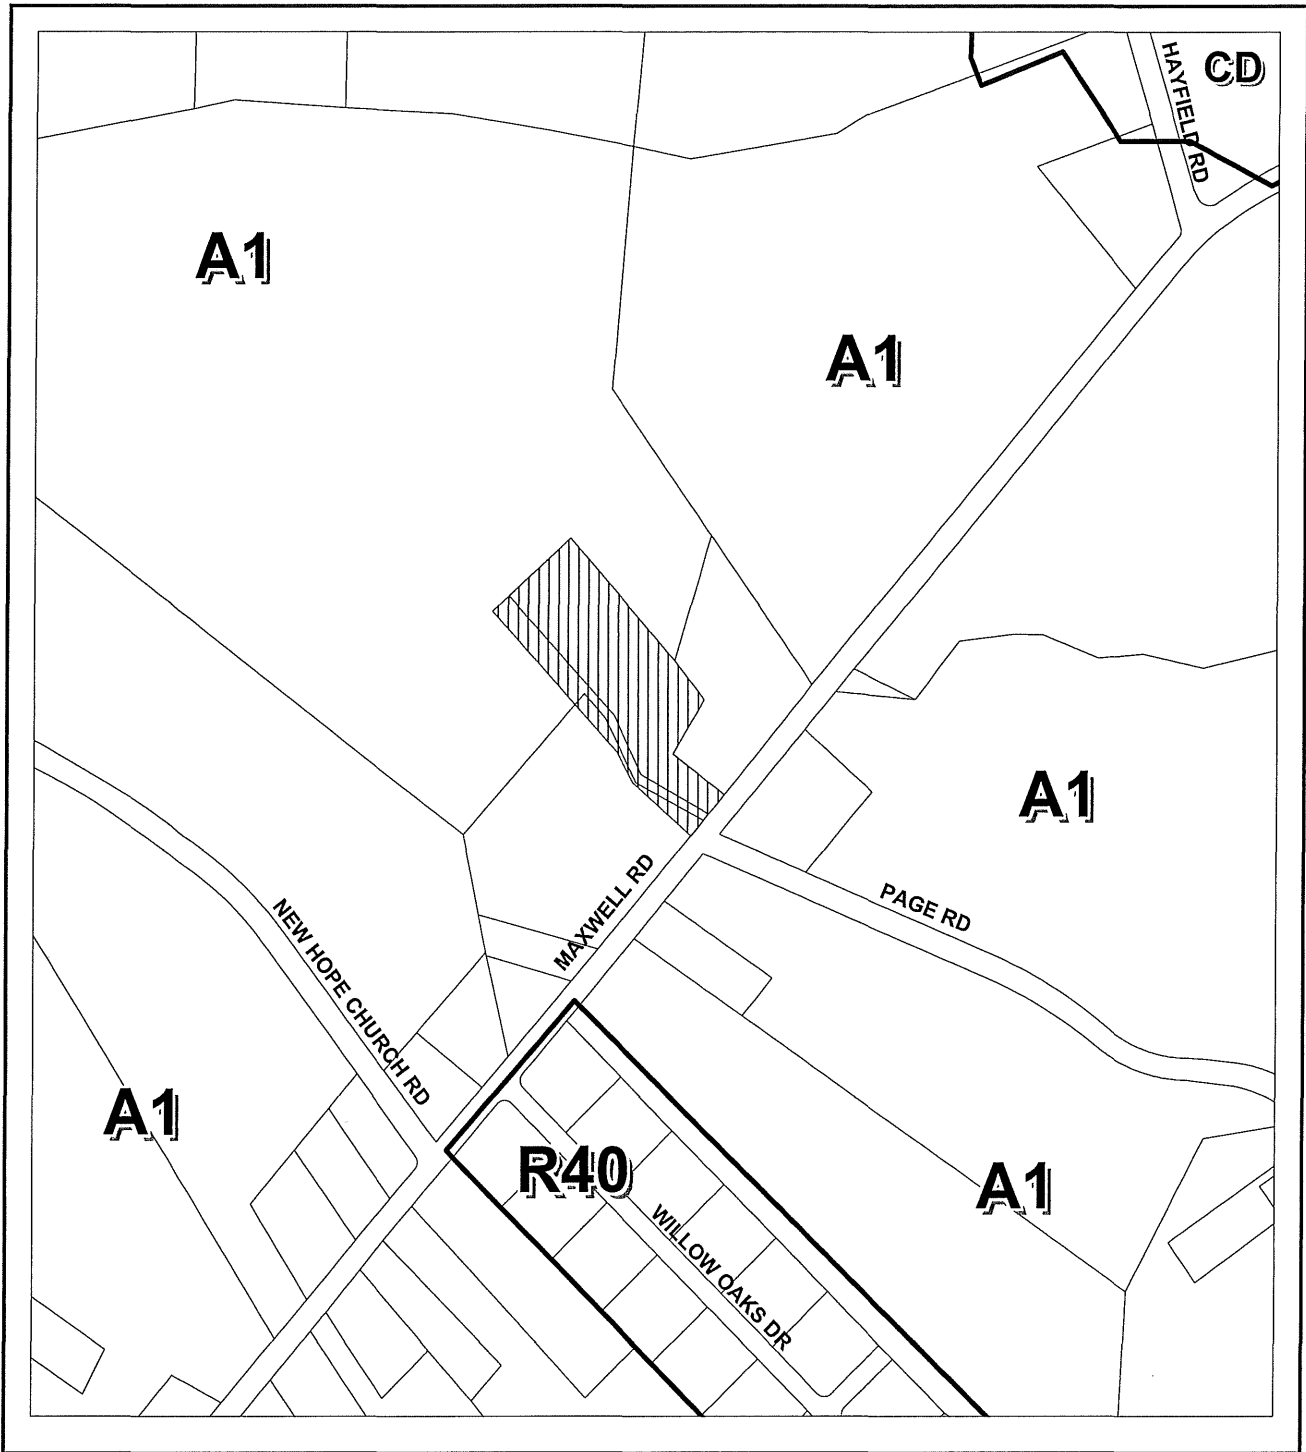 CD
HAYFIELD RD
A1
A1
A1
PAGE RD
MAXWELL RD
NEW HOPE CHURCH RD
A1
R40
A1
WILLOW OAKS DR